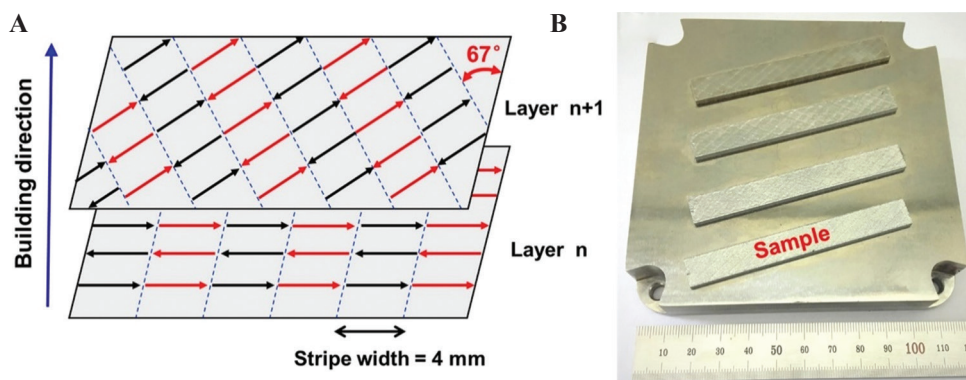 A
B
Building direction
67°
Layer n+1
Layer n
Stripe width = 4 mm
Sample
10 20 30 40 50 60 70 80 90 100 110